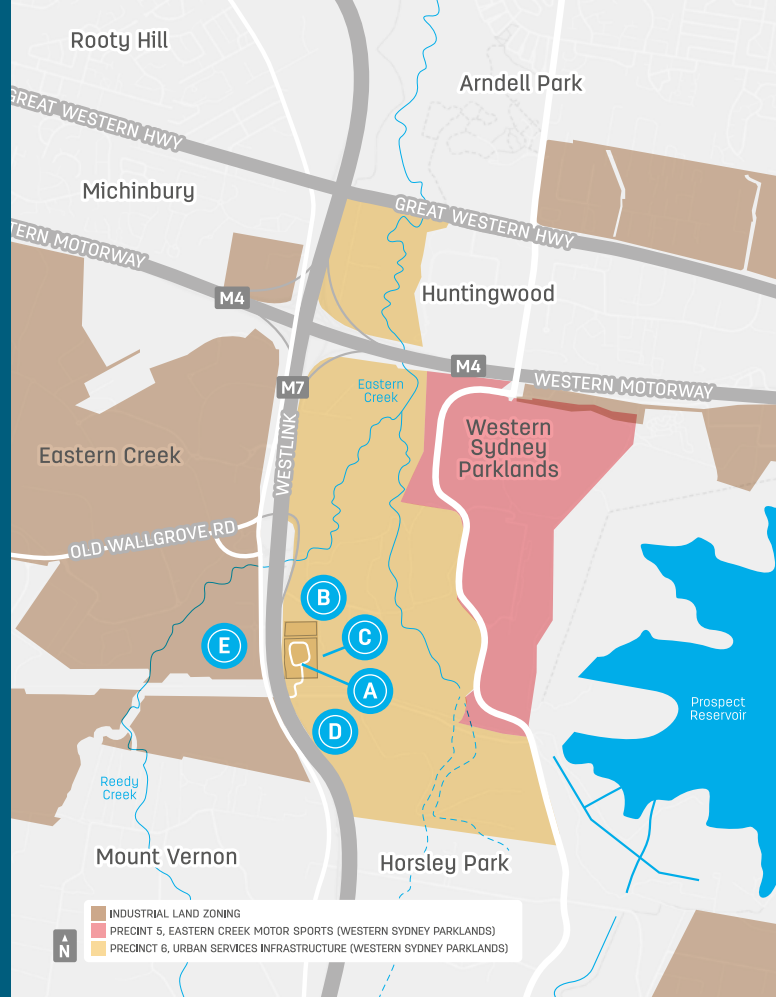 Rooty Hill
Arndell Park
GREAT WESTERN HWY
Michinbury
GREAT WESTERN HWY
TERN MOTORWAY
M4
Huntingwood
M4
WESTERN MOTORWAY
M7
Eastern
Creek
WESTLINK
Western
Sydney
Parklands
Eastern Creek
OLD WALLGROVE RD
B
C
E
A
D
Prospect
Reservoir
Reedy
Creek
Mount Vernon
Horsley Park
INDUSTRIAL LAND ZONING
PRECINT 5, EASTERN CREEK MOTOR SPORTS (WESTERN SYDNEY PARKLANDS)
PRECINCT 6, URBAN SERVICES INFRASTRUCTURE (WESTERN SYDNEY PARKLANDS)
N